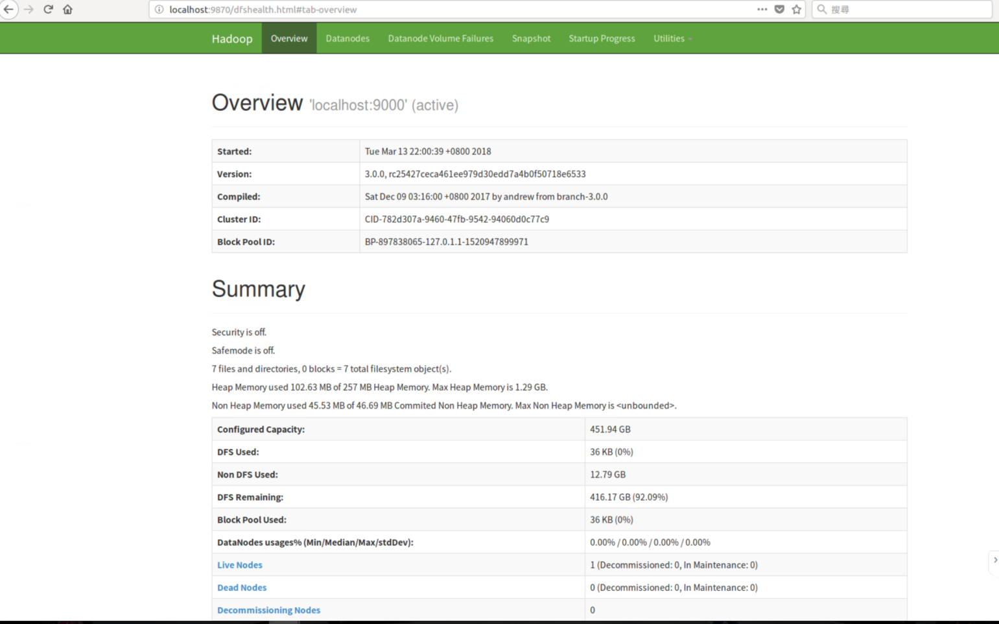 localhost:9870/dfshealth.html#tab-overview
搜尋
Hadoop Overview Datanodes Datanode Volume Failures Snapshot Startup Progress Utilities
Overview 'localhost:9000' (active)
Started: Tue Mar 13 22:00:39 +0800 2018
Version: 3.0.0, rc25427ceca461ee979d30edd7a4b0f50718e6533
Compiled: Sat Dec 09 03:16:00 +0800 2017 by andrew from branch-3.0.0
Cluster ID: CID-782d307a-9460-47fb-9542-94060d0c77c9
Block Pool ID: BP-897838065-127.0.1.1-1520947899971
Summary
Security is off.
Safemode is off.
7 files and directories, 0 blocks = 7 total filesystem object(s).
Heap Memory used 102.63 MB of 257 MB Heap Memory. Max Heap Memory is 1.29 GB.
Non Heap Memory used 45.53 MB of 46.69 MB Commited Non Heap Memory. Max Non Heap Memory is <unbounded>.
Configured Capacity: 451.94 GB
DFS Used: 36 KB (0%)
Non DFS Used: 12.79 GB
DFS Remaining: 416.17 GB (92.09%)
Block Pool Used: 36 KB (0%)
DataNodes usages% (Min/Median/Max/stdDev): 0.00% / 0.00% / 0.00% / 0.00%
Live Nodes 1 (Decommissioned: 0, In Maintenance: 0)
Dead Nodes 0 (Decommissioned: 0, In Maintenance: 0)
Decommissioning Nodes 0